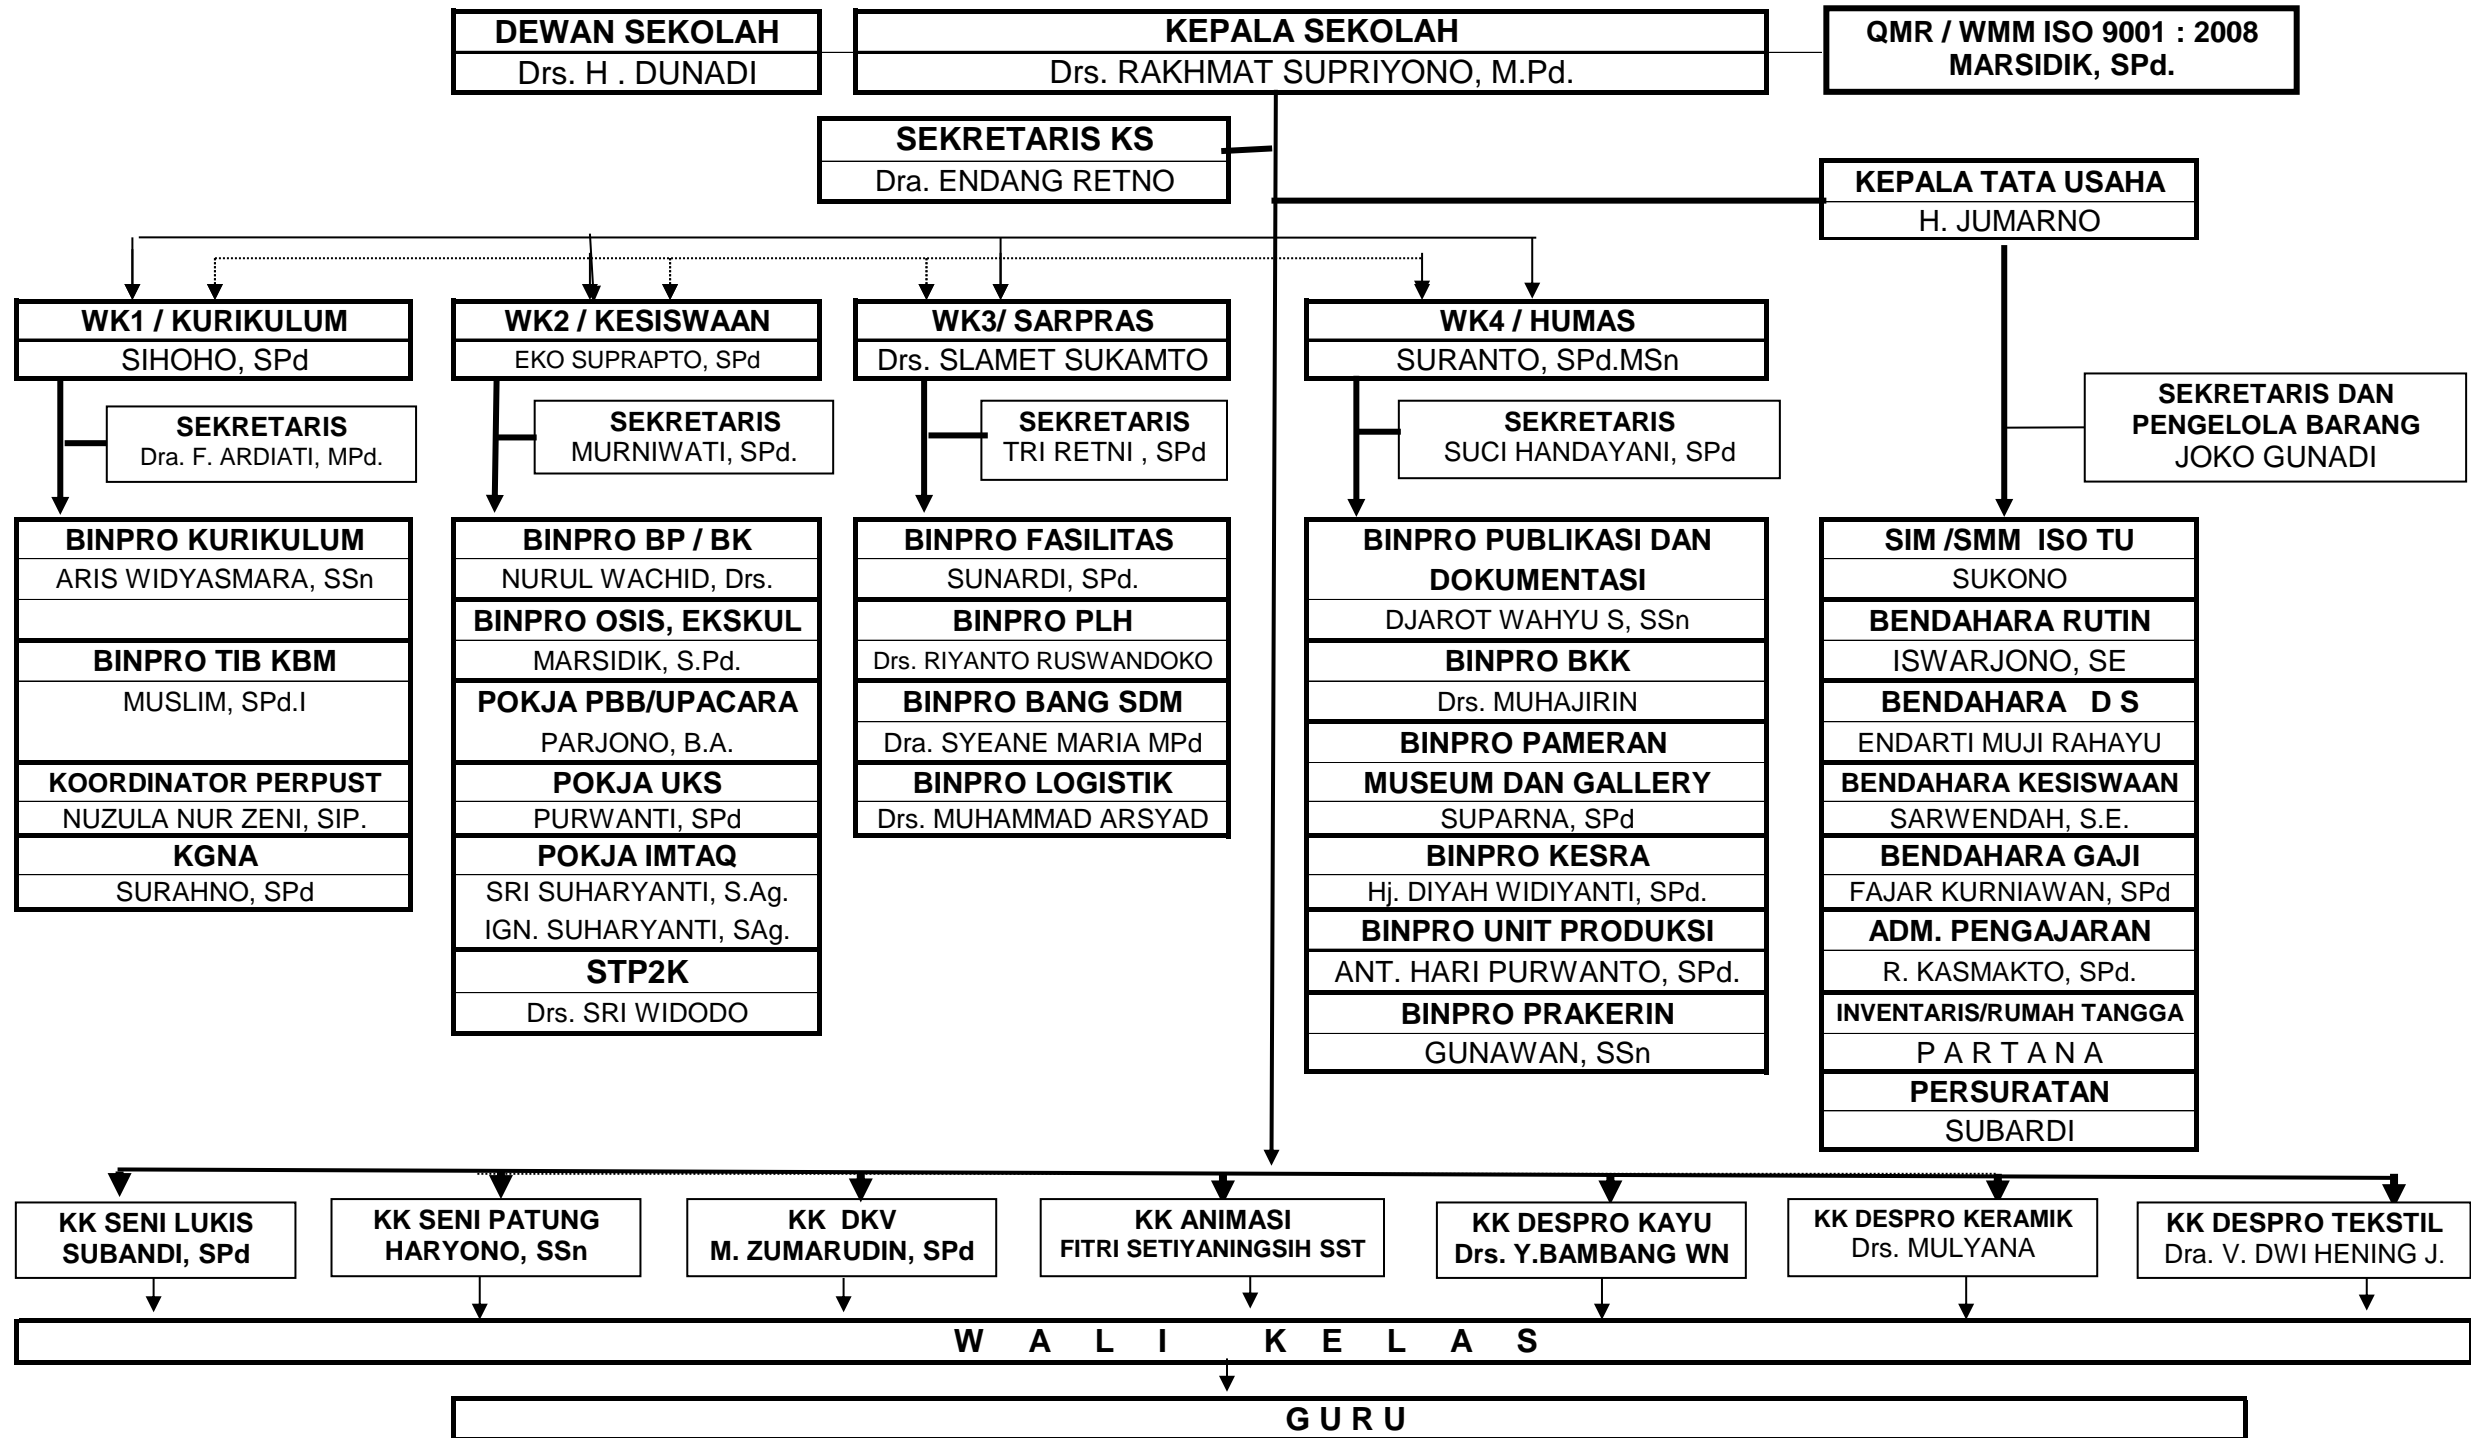 DEWAN SEKOLAH
Drs. H . DUNADI
KEPALA SEKOLAH
Drs. RAKHMAT SUPRIYONO, M.Pd.
QMR / WMM ISO 9001 : 2008
MARSIDIK, SPd.
SEKRETARIS KS
Dra. ENDANG RETNO
KEPALA TATA USAHA
H. JUMARNO
WK1 / KURIKULUM
SIHOHO, SPd
WK2 / KESISWAAN
EKO SUPRAPTO, SPd
WK3/ SARPRAS
Drs. SLAMET SUKAMTO
WK4 / HUMAS
SURANTO, SPd.MSn
SEKRETARIS
Dra. F. ARDIATI, MPd.
SEKRETARIS
MURNIWATI, SPd.
SEKRETARIS
TRI RETNI , SPd
SEKRETARIS
SUCI HANDAYANI, SPd
SEKRETARIS DAN
PENGELOLA BARANG
JOKO GUNADI
BINPRO KURIKULUM
ARIS WIDYASMARA, SSn
BINPRO TIB KBM
MUSLIM, SPd.I
KOORDINATOR PERPUST
NUZULA NUR ZENI, SIP.
KGNA
SURAHNO, SPd
BINPRO BP / BK
NURUL WACHID, Drs.
BINPRO OSIS, EKSKUL
MARSIDIK, S.Pd.
POKJA PBB/UPACARA
PARJONO, B.A.
POKJA UKS
PURWANTI, SPd
POKJA IMTAQ
SRI SUHARYANTI, S.Ag.
IGN. SUHARYANTI, SAg.
STP2K
Drs. SRI WIDODO
BINPRO FASILITAS
SUNARDI, SPd.
BINPRO PLH
Drs. RIYANTO RUSWANDOKO
BINPRO BANG SDM
Dra. SYEANE MARIA MPd
BINPRO LOGISTIK
Drs. MUHAMMAD ARSYAD
BINPRO PUBLIKASI DAN
DOKUMENTASI
DJAROT WAHYU S, SSn
BINPRO BKK
Drs. MUHAJIRIN
BINPRO PAMERAN
MUSEUM DAN GALLERY
SUPARNA, SPd
BINPRO KESRA
Hj. DIYAH WIDIYANTI, SPd.
BINPRO UNIT PRODUKSI
ANT. HARI PURWANTO, SPd.
BINPRO PRAKERIN
GUNAWAN, SSn
SIM /SMM ISO TU
SUKONO
BENDAHARA RUTIN
ISWARJONO, SE
BENDAHARA D S
ENDARTI MUJI RAHAYU
BENDAHARA KESISWAAN
SARWENDAH, S.E.
BENDAHARA GAJI
FAJAR KURNIAWAN, SPd
ADM. PENGAJARAN
R. KASMAKTO, SPd.
INVENTARIS/RUMAH TANGGA
P A R T A N A
PERSURATAN
SUBARDI
KK SENI LUKIS
SUBANDI, SPd
KK SENI PATUNG
HARYONO, SSn
KK DKV
M. ZUMARUDIN, SPd
KK ANIMASI
FITRI SETIYANINGSIH SST
KK DESPRO KAYU
Drs. Y.BAMBANG WN
KK DESPRO KERAMIK
Drs. MULYANA
KK DESPRO TEKSTIL
Dra. V. DWI HENING J.
W A L I K E L A S
G U R U